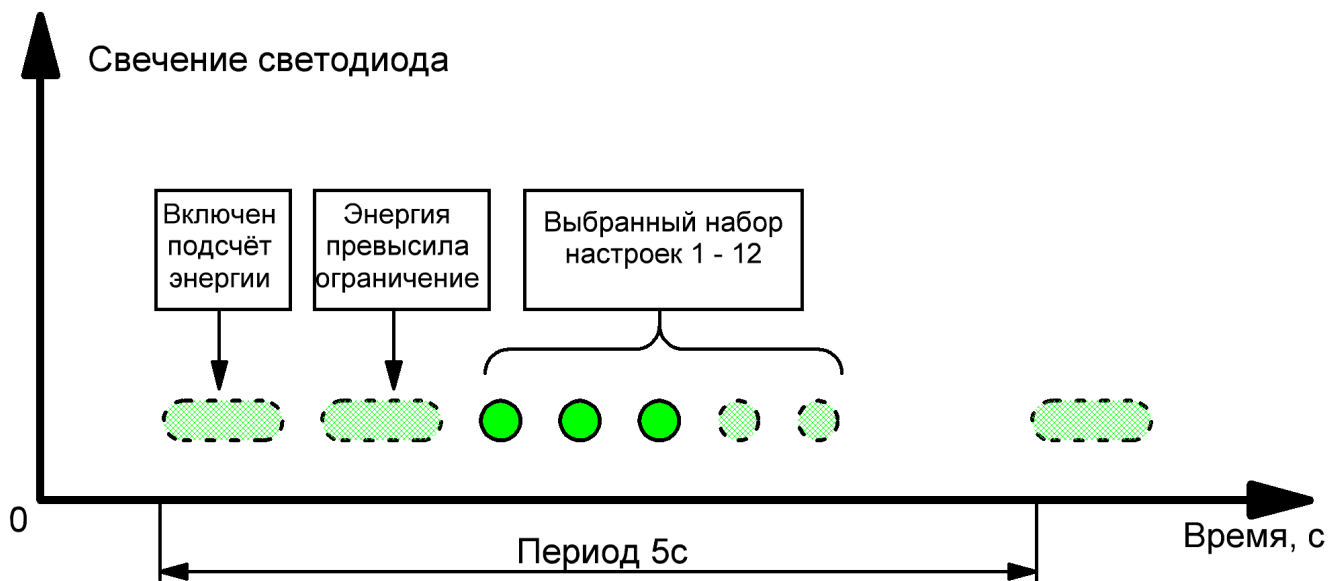 Свечение светодиода
Включен
подсчёт
энергии
Энергия
превысила
ограничение
Выбранный набор
настроек 1 - 12
0
Время, с
Период 5с